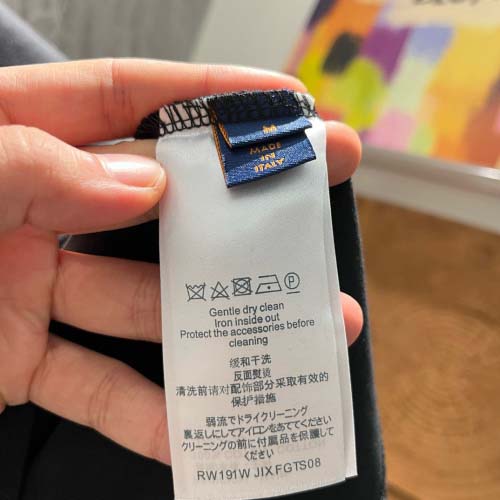 M
MADE
IN
ITALY
P
Gentle dry clean
Iron inside out
Protect the accessories before
cleaning
缓和干洗
反面熨烫
清洗前请对配饰部分采取有效的
保护措施
弱流でドライクリーニング
裏返しにしてアイロンをあててください
クリーニングの前に付属品を保護して
ください
RW191W JIX FGTS08